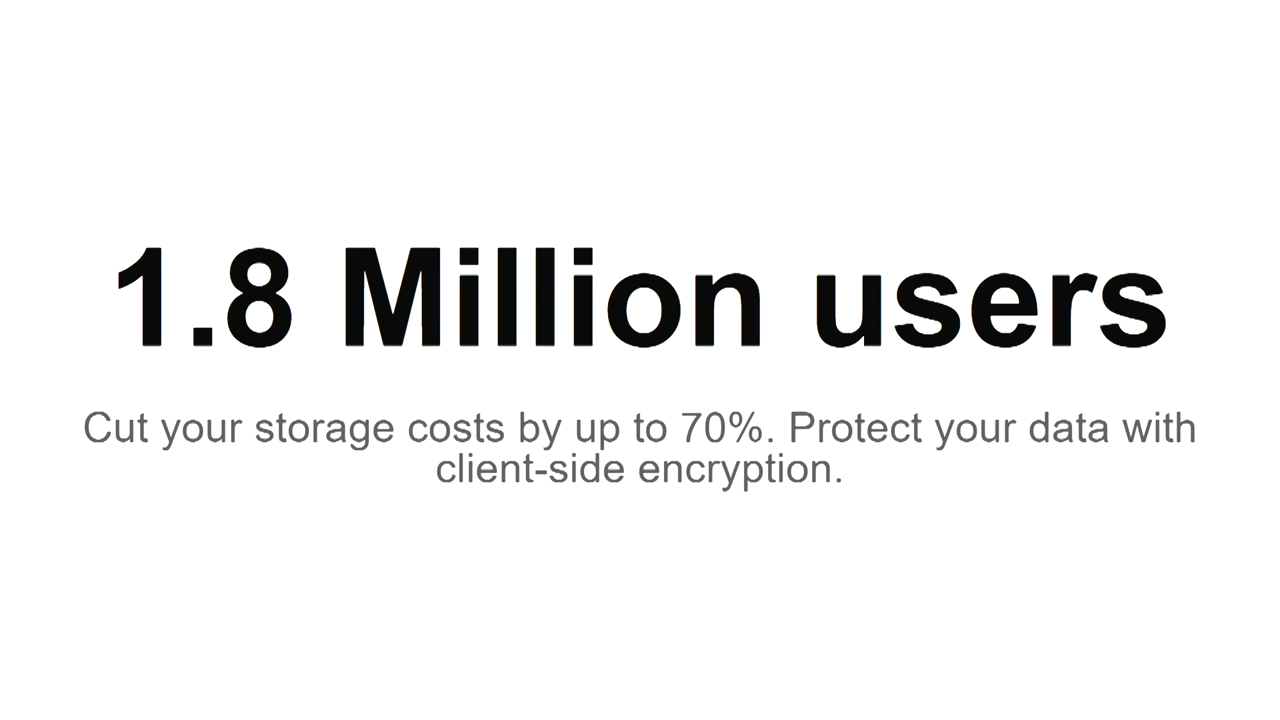 1.8 Million users
Cut your storage costs by up to 70%. Protect your data with
client-side encryption.